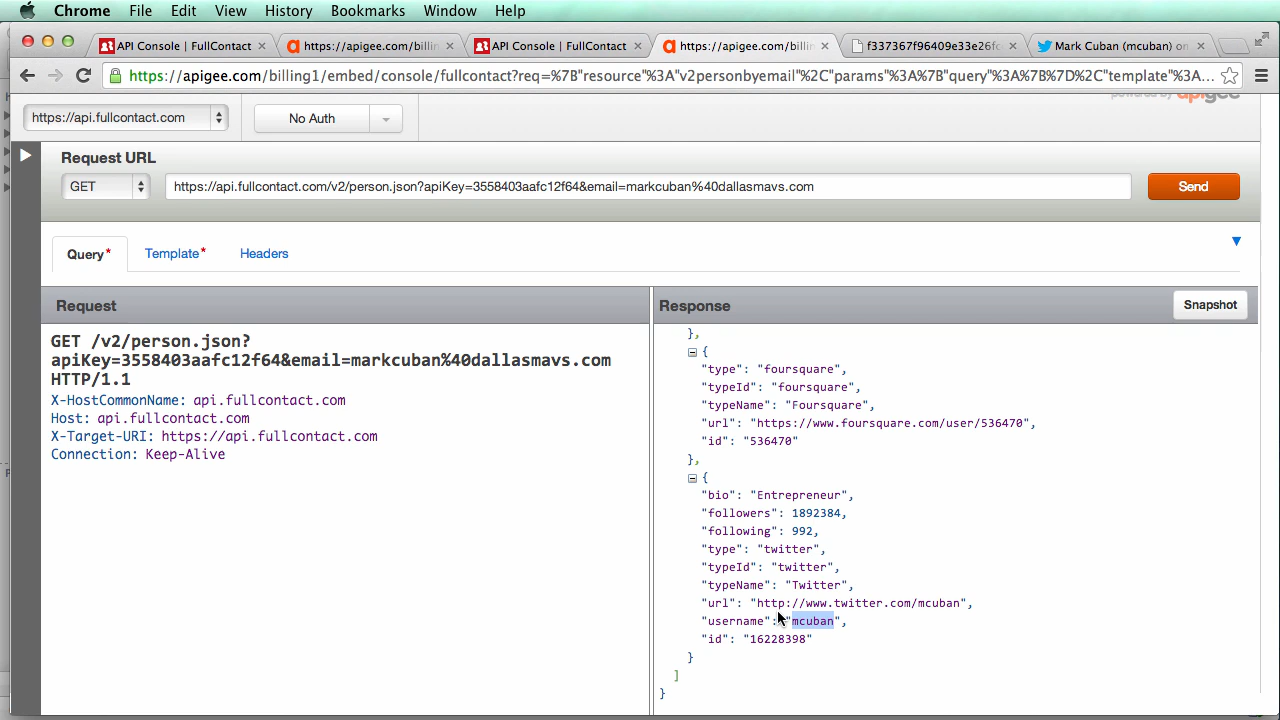 Chrome File Edit View History Bookmarks Window Help
API Console | FullContact
https://apigee.com/billin
API Console | FullContact
https://apigee.com/billin
Mark Cuban (mcuban) o
https://apigee.com/billing1/embed/console/fullcontact?req=%7B"resource"%3A"v2personbyemail"%2C"params"%3A%7B"query"%3A%7B%7D%2C"template"%3A...
powered by apigee
https://api.fullcontact.com
No Auth
Request URL
GET
https://api.fullcontact.com/v2/person.json?apiKey=3558403aafc12f64&email=markcuban%40dallasmavs.com
Send
Query*
Template*
Headers
Request
GET /v2/person.json?
apiKey=3558403aafc12f64&email=markcuban%40dallasmavs.com
HTTP/1.1
X-HostCommonName: api.fullcontact.com
Host: api.fullcontact.com
X-Target-URI: https://api.fullcontact.com
Connection: Keep-Alive
Response
Snapshot
},
{
"type": "foursquare",
"typeId": "foursquare",
"typeName": "Foursquare",
"url": "https://www.foursquare.com/user/536470",
"id": "536470"
},
{
"bio": "Entrepreneur",
"followers": 1892384,
"following": 992,
"type": "twitter",
"typeId": "twitter",
"typeName": "Twitter",
"url": "http://www.twitter.com/mcuban",
"username": "mcuban",
"id": "16228398"
}
]
}